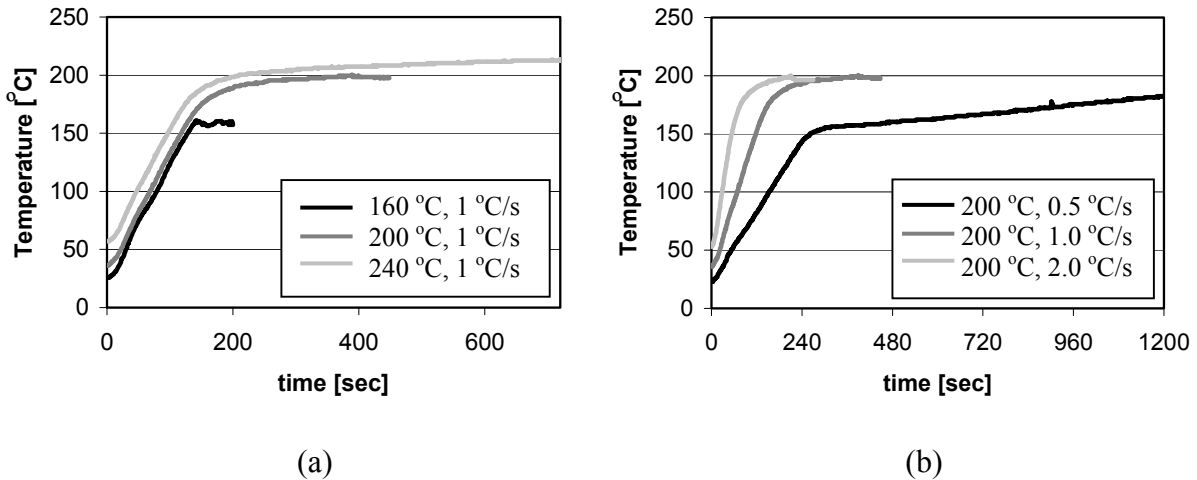 250
200
150
100
50
0
Temperature [°C]
160 °C, 1 °C/s
200 °C, 1 °C/s
240 °C, 1 °C/s
0 200 400 600
time [sec]
(a)
250
200
150
100
50
0
Temperature [°C]
200 °C, 0.5 °C/s
200 °C, 1.0 °C/s
200 °C, 2.0 °C/s
0 240 480 720 960 1200
time [sec]
(b)